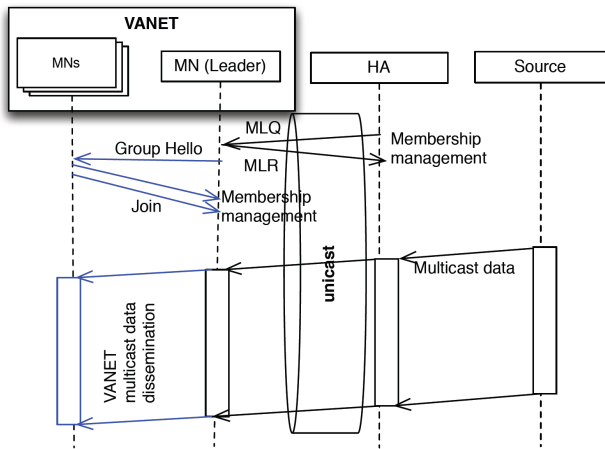 VANET
MNs
MN (Leader)
HA
Source
MLQ
Group Hello
MLR
Membership
management
Join
Membership
management
unicast
Multicast data
VANET
multicast data
dissemination